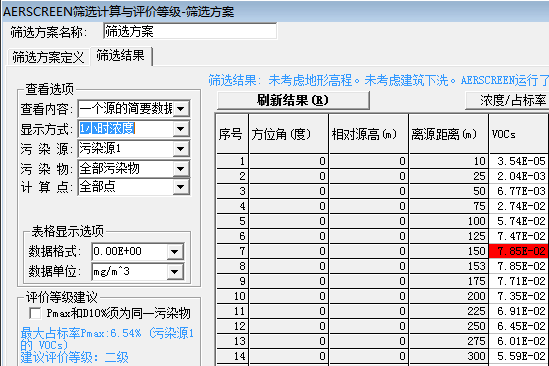 AERSCREEN筛选计算与评价等级-筛选方案
筛选方案名称: 筛选方案
筛选方案定义 筛选结果
筛选结果: 未考虑地形高程。未考虑建筑下洗。AERSCREEN运行了
查看选项
查看内容: 一个源的简要数据
显示方式: 1小时浓度
污 染 源: 污染源1
污 染 物: 全部污染物
计 算 点: 全部点
表格显示选项
数据格式: 0.00E+00
数据单位: mg/m^3
评价等级建议
Pmax和D10%须为同一污染物
最大占标率Pmax:6.54% (污染源1
的 VOCs)
建议评价等级: 二级
刷新结果(R) 浓度/占标率
序号 方位角(度) 相对源高(m) 离源距离(m) VOCs
1 0 0 10 3.54E-05
2 0 0 25 2.04E-03
3 0 0 50 6.77E-03
4 0 0 75 2.74E-02
5 0 0 100 5.74E-02
6 0 0 125 7.47E-02
7 0 0 150 7.85E-02
8 0 0 153 7.85E-02
9 0 0 175 7.71E-02
10 0 0 200 7.35E-02
11 0 0 225 6.91E-02
12 0 0 250 6.45E-02
13 0 0 275 6.01E-02
14 0 0 300 5.59E-02